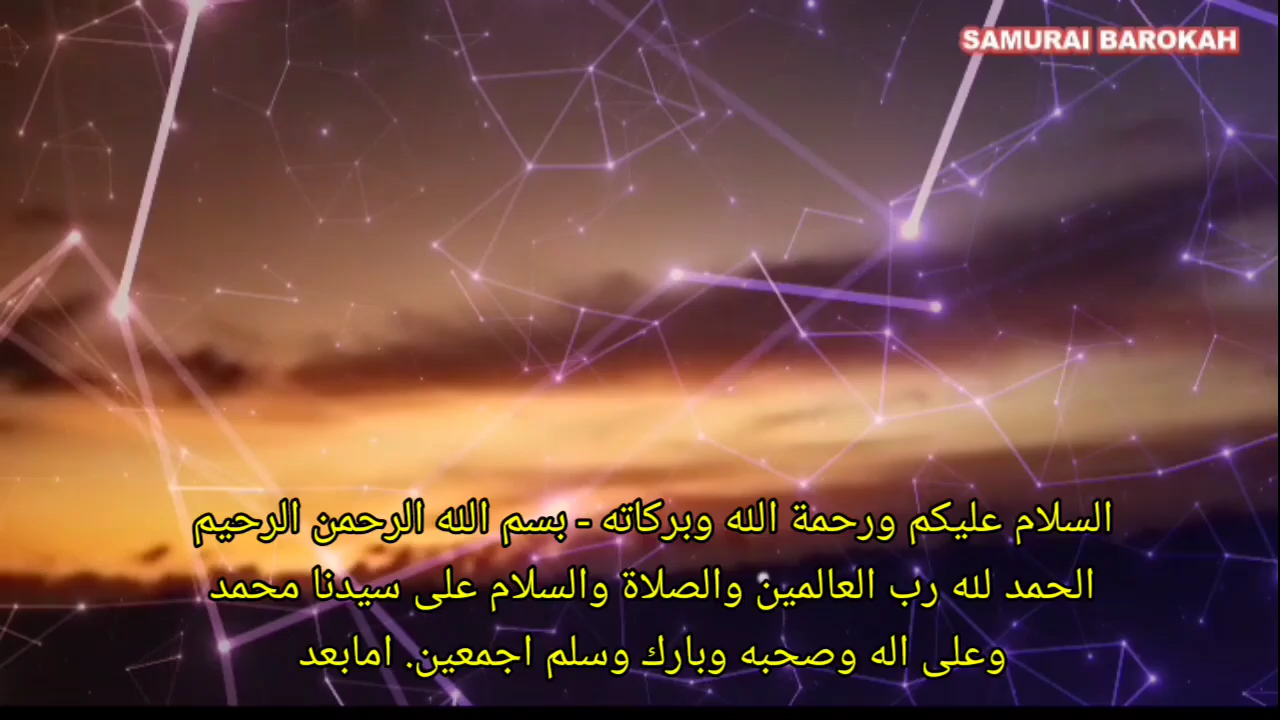 SAMURAI BAROKAH
السلام عليكم ورحمة الله وبركاته - بسم الله الرحمن الرحيم
الحمد لله رب العالمين والصلاة والسلام على سيدنا محمد
وعلى اله وصحبه وبارك وسلم اجمعين. امابعد